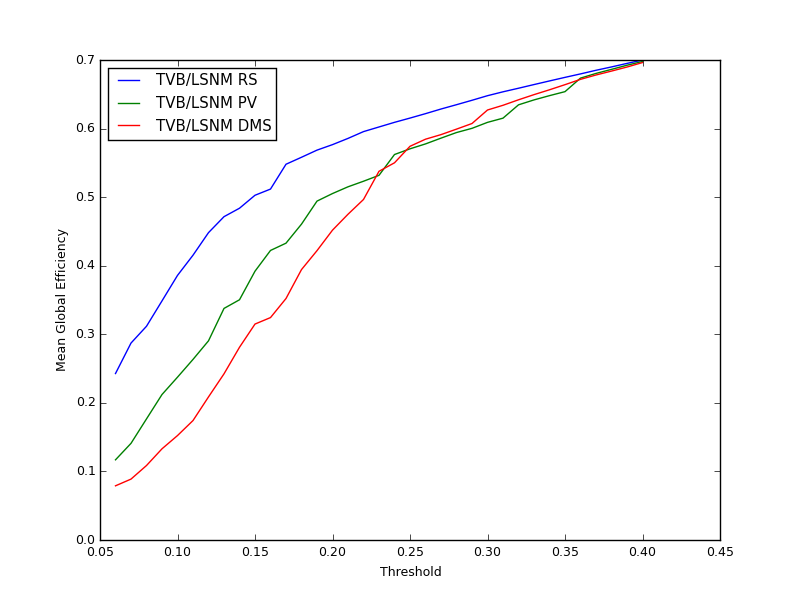 0.7
0.6
0.5
0.4
0.3
0.2
0.1
0.0
Mean Global Efficiency
TVB/LSNM RS
TVB/LSNM PV
TVB/LSNM DMS
0.05 0.10 0.15 0.20 0.25 0.30 0.35 0.40 0.45
Threshold